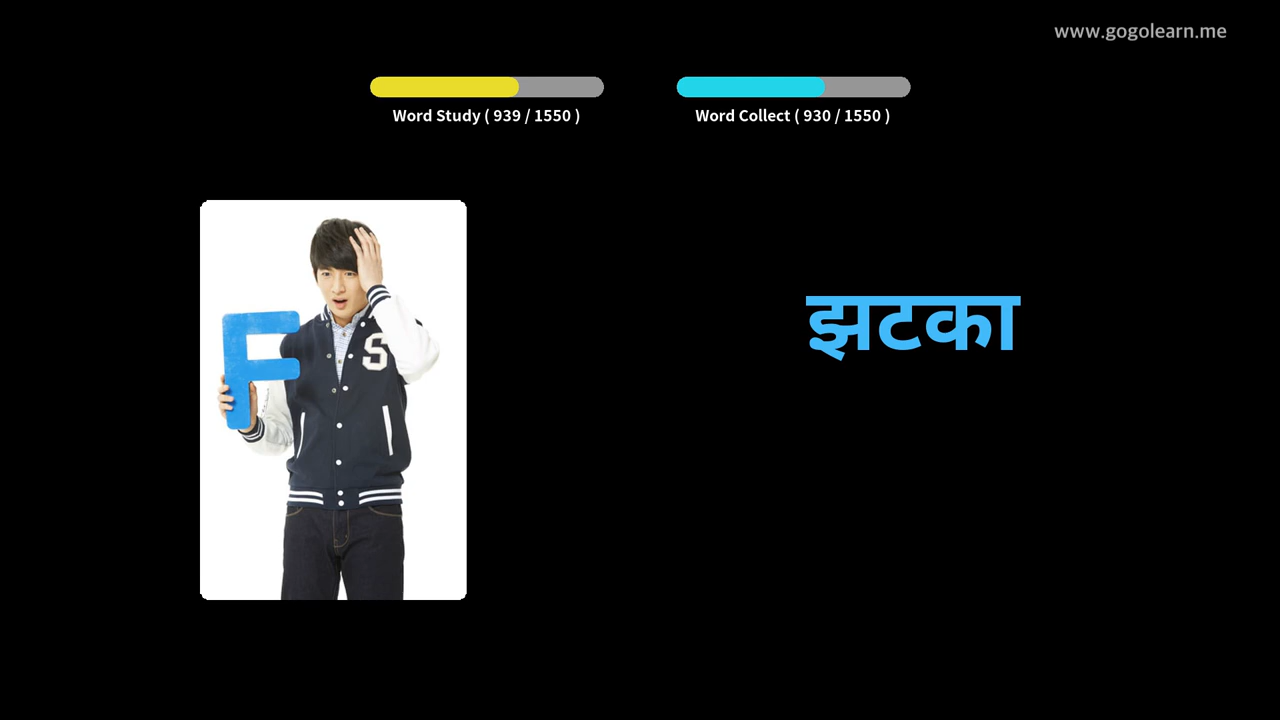 www.gogolearn.me
Word Study ( 939 / 1550 )
Word Collect ( 930 / 1550 )
F
S
झटका